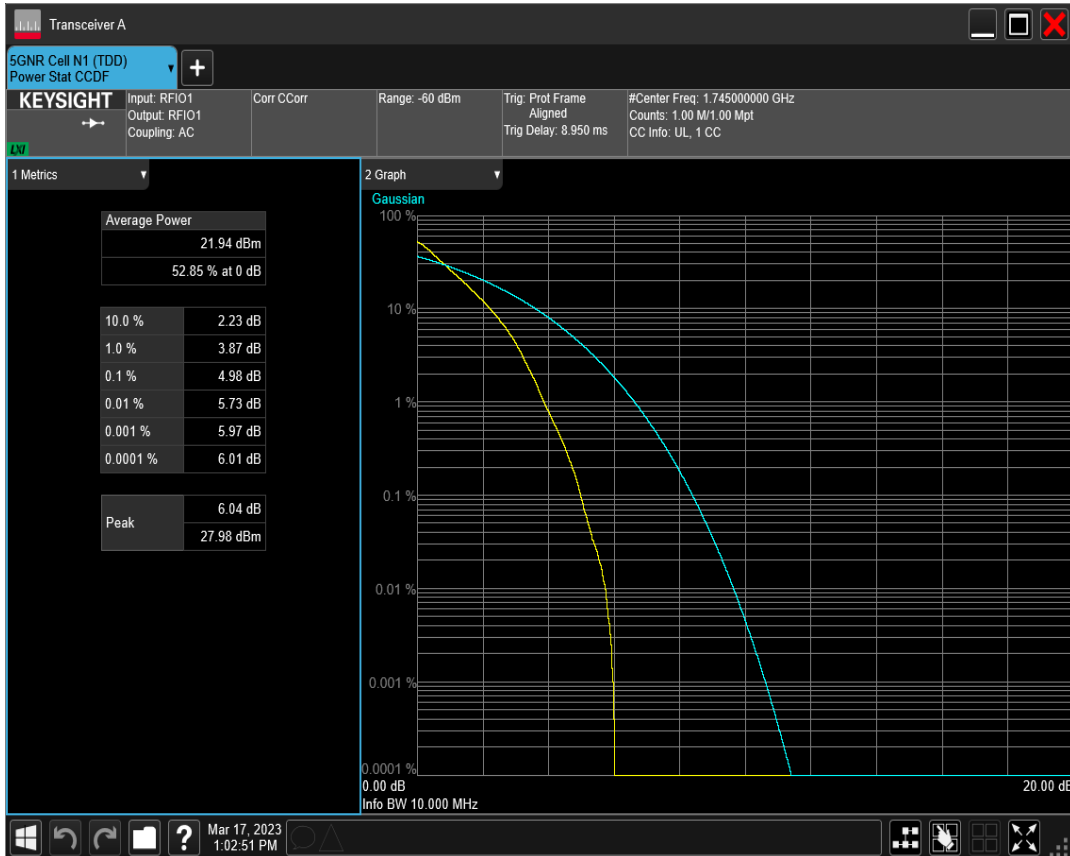 Transceiver A
5GNR Cell N1 (TDD)
Power Stat CCDF
+
KEYSIGHT
LXI
Input: RFIO1
Output: RFIO1
Coupling: AC
Corr CCorr
Range: -60 dBm
Trig: Prot Frame
Aligned
Trig Delay: 8.950 ms
#Center Freq: 1.745000000 GHz
Counts: 1.00 M/1.00 Mpt
CC Info: UL, 1 CC
1 Metrics
Average Power
21.94 dBm
52.85 % at 0 dB
10.0 % 2.23 dB
1.0 % 3.87 dB
0.1 % 4.98 dB
0.01 % 5.73 dB
0.001 % 5.97 dB
0.0001 % 6.01 dB
Peak
6.04 dB
27.98 dBm
2 Graph
Gaussian
100 %
10 %
1 %
0.1 %
0.01 %
0.001 %
0.0001 %
0.00 dB 20.00 dB
Info BW 10.000 MHz
?
Mar 17, 2023
1:02:51 PM